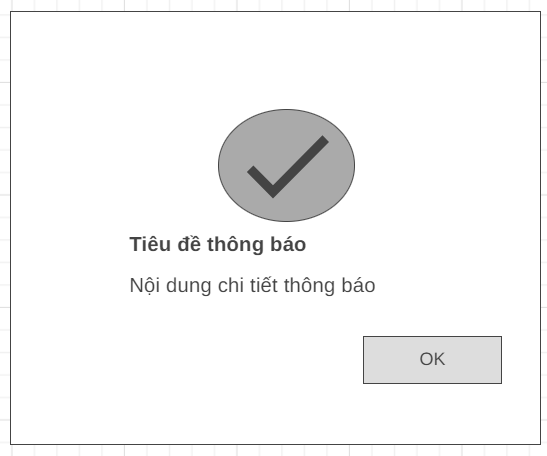 Tiêu đề thông báo
Nội dung chi tiết thông báo
OK